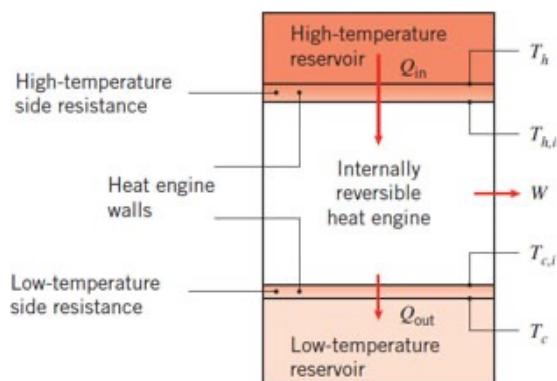 High-temperature
reservoir
T_h
Q_in
High-temperature
side resistance
T_h,i
Internally
reversible
heat engine
W
Heat engine
walls
T_c,i
Low-temperature
side resistance
Q_out
T_c
Low-temperature
reservoir